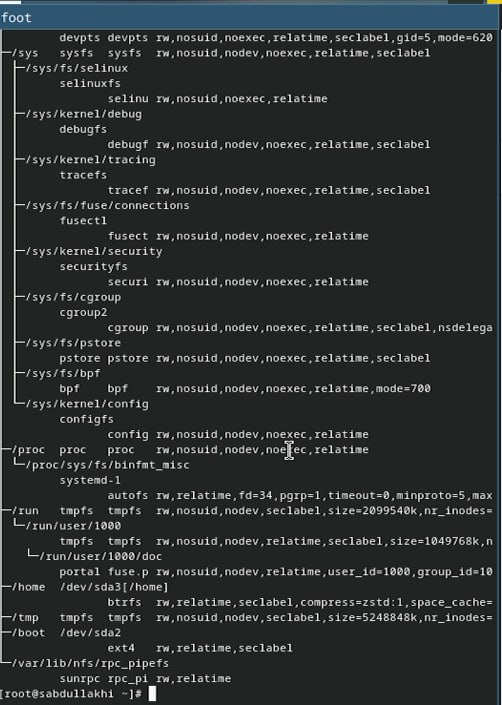 foot
devpts devpts rw,nosuid,noexec,relatime,seclabel,gid=5,mode=620
├─/sys sysfs sysfs rw,nosuid,nodev,noexec,relatime,seclabel
├─/sys/fs/selinux
selinuxfs
selinu rw,nosuid,noexec,relatime
├─/sys/kernel/debug
debugfs
debugf rw,nosuid,nodev,noexec,relatime,seclabel
├─/sys/kernel/tracing
tracefs
tracef rw,nosuid,nodev,noexec,relatime,seclabel
├─/sys/fs/fuse/connections
fusectl
fusect rw,nosuid,nodev,noexec,relatime
├─/sys/kernel/security
securityfs
securi rw,nosuid,nodev,noexec,relatime
├─/sys/fs/cgroup
cgroup2
cgroup rw,nosuid,nodev,noexec,relatime,seclabel,nsdelega
├─/sys/fs/pstore
pstore pstore rw,nosuid,nodev,noexec,relatime,seclabel
├─/sys/fs/bpf
bpf bpf rw,nosuid,nodev,noexec,relatime,mode=700
└─/sys/kernel/config
configfs
config rw,nosuid,nodev,noexec,relatime
├─/proc proc proc rw,nosuid,nodev,noexec,relatime
└─/proc/sys/fs/binfmt_misc
systemd-1
autofs rw,relatime,fd=34,pgrp=1,timeout=0,minproto=5,max
├─/run tmpfs tmpfs rw,nosuid,nodev,seclabel,size=2099540k,nr_inodes=
└─/run/user/1000
tmpfs tmpfs rw,nosuid,nodev,relatime,seclabel,size=1049768k,n
└─/run/user/1000/doc
portal fuse.p rw,nosuid,nodev,relatime,user_id=1000,group_id=10
├─/home /dev/sda3[/home]
btrfs rw,relatime,seclabel,compress=zstd:1,space_cache=
├─/tmp tmpfs tmpfs rw,nosuid,nodev,seclabel,size=5248848k,nr_inodes=
├─/boot /dev/sda2
ext4 rw,relatime,seclabel
└─/var/lib/nfs/rpc_pipefs
sunrpc rpc_pi rw,relatime
[root@sabdullakhi ~]#